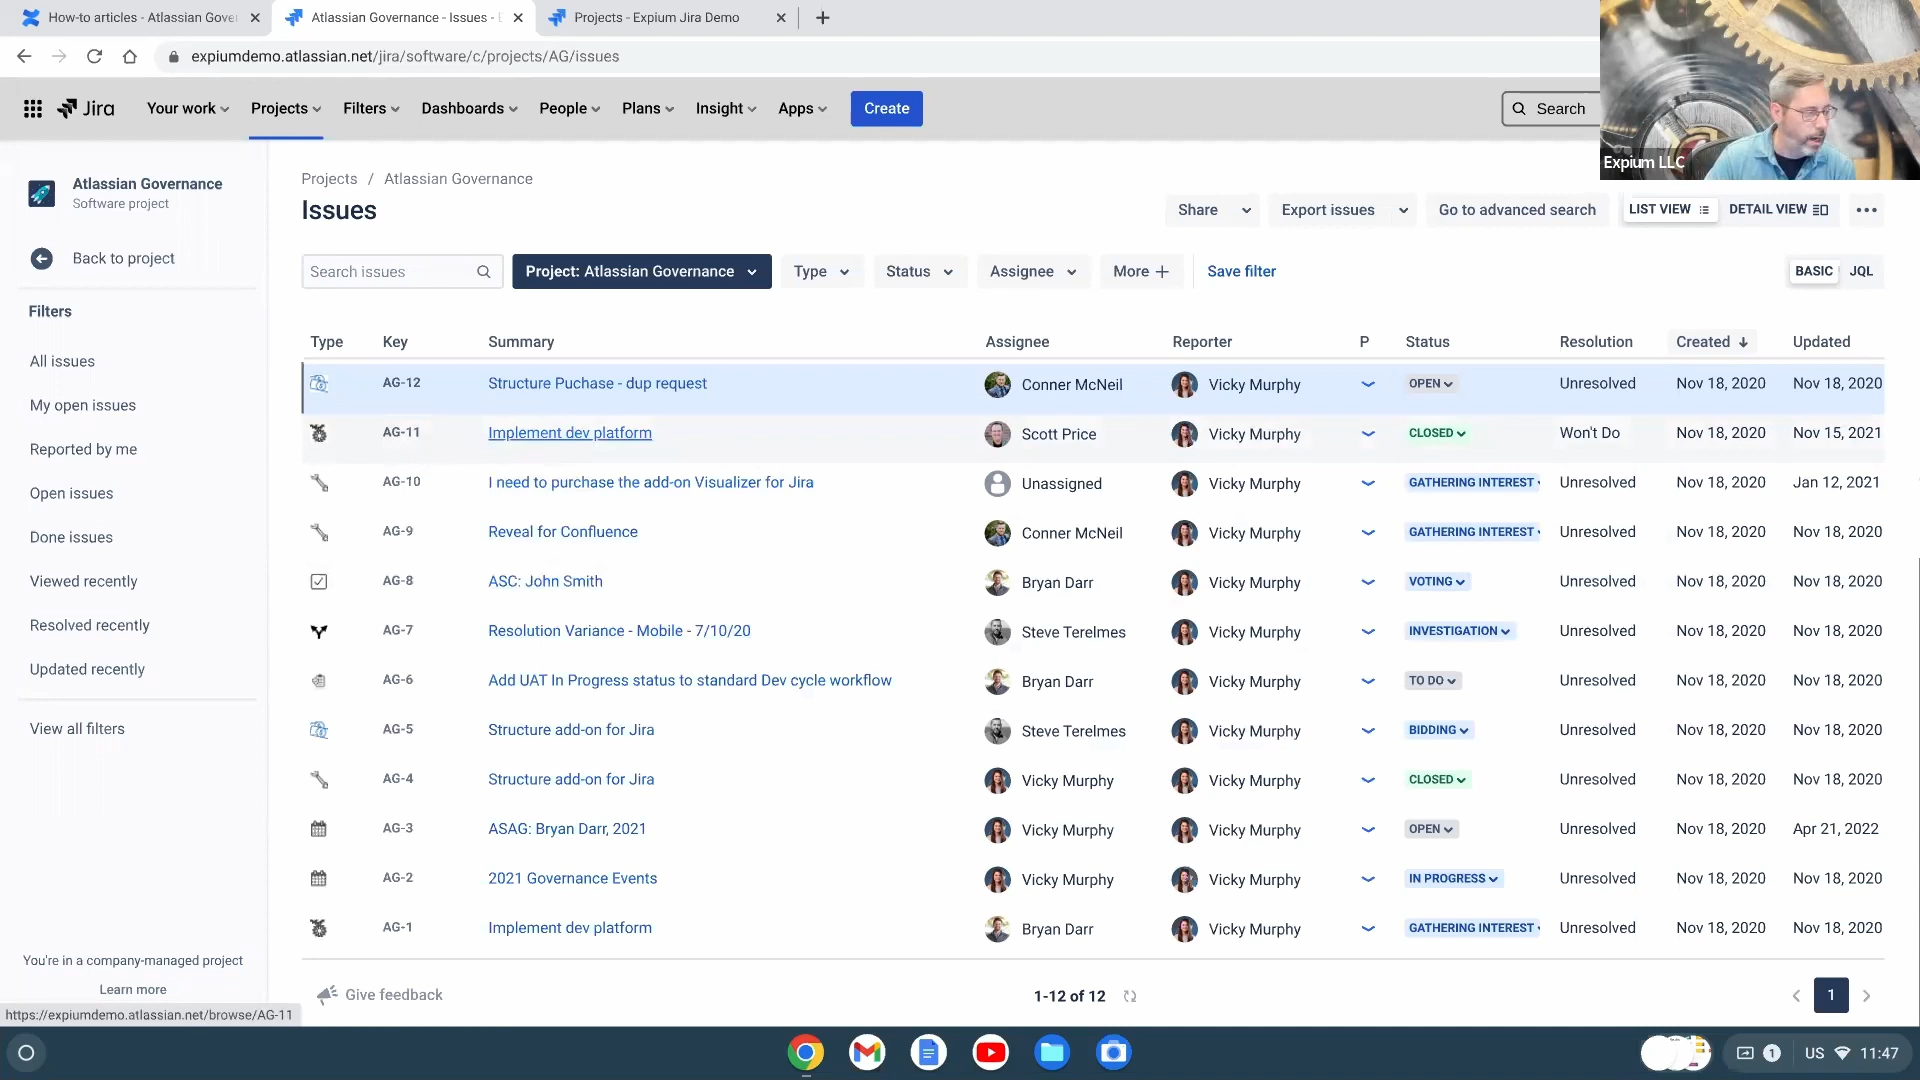 How-to articles - Atlassian Gover
Atlassian Governance - Issues - E
Projects - Expium Jira Demo
expiumdemo.atlassian.net/jira/software/c/projects/AG/issues
Jira
Your work
Projects
Filters
Dashboards
People
Plans
Insight
Apps
Create
Search
Expium LLC
Atlassian Governance
Software project
Back to project
Filters
All issues
My open issues
Reported by me
Open issues
Done issues
Viewed recently
Resolved recently
Updated recently
View all filters
You're in a company-managed project
Learn more
https://expiumdemo.atlassian.net/browse/AG-11
Projects / Atlassian Governance
Issues
Share
Export issues
Go to advanced search
LIST VIEW
DETAIL VIEW
Search issues
Project: Atlassian Governance
Type
Status
Assignee
More +
Save filter
BASIC
JQL
Type Key Summary Assignee Reporter P Status Resolution Created Updated
AG-12 Structure Puchase - dup request Conner McNeil Vicky Murphy OPEN Unresolved Nov 18, 2020 Nov 18, 2020
AG-11 Implement dev platform Scott Price Vicky Murphy CLOSED Won't Do Nov 18, 2020 Nov 15, 2021
AG-10 I need to purchase the add-on Visualizer for Jira Unassigned Vicky Murphy GATHERING INTEREST Unresolved Nov 18, 2020 Jan 12, 2021
AG-9 Reveal for Confluence Conner McNeil Vicky Murphy GATHERING INTEREST Unresolved Nov 18, 2020 Nov 18, 2020
AG-8 ASC: John Smith Bryan Darr Vicky Murphy VOTING Unresolved Nov 18, 2020 Nov 18, 2020
AG-7 Resolution Variance - Mobile - 7/10/20 Steve Terelmes Vicky Murphy INVESTIGATION Unresolved Nov 18, 2020 Nov 18, 2020
AG-6 Add UAT In Progress status to standard Dev cycle workflow Bryan Darr Vicky Murphy TO DO Unresolved Nov 18, 2020 Nov 18, 2020
AG-5 Structure add-on for Jira Steve Terelmes Vicky Murphy BIDDING Unresolved Nov 18, 2020 Nov 18, 2020
AG-4 Structure add-on for Jira Vicky Murphy Vicky Murphy CLOSED Unresolved Nov 18, 2020 Nov 18, 2020
AG-3 ASAG: Bryan Darr, 2021 Vicky Murphy Vicky Murphy OPEN Unresolved Nov 18, 2020 Apr 21, 2022
AG-2 2021 Governance Events Vicky Murphy Vicky Murphy IN PROGRESS Unresolved Nov 18, 2020 Nov 18, 2020
AG-1 Implement dev platform Bryan Darr Vicky Murphy GATHERING INTEREST Unresolved Nov 18, 2020 Nov 18, 2020
Give feedback
1-12 of 12
1
1
US
11:47